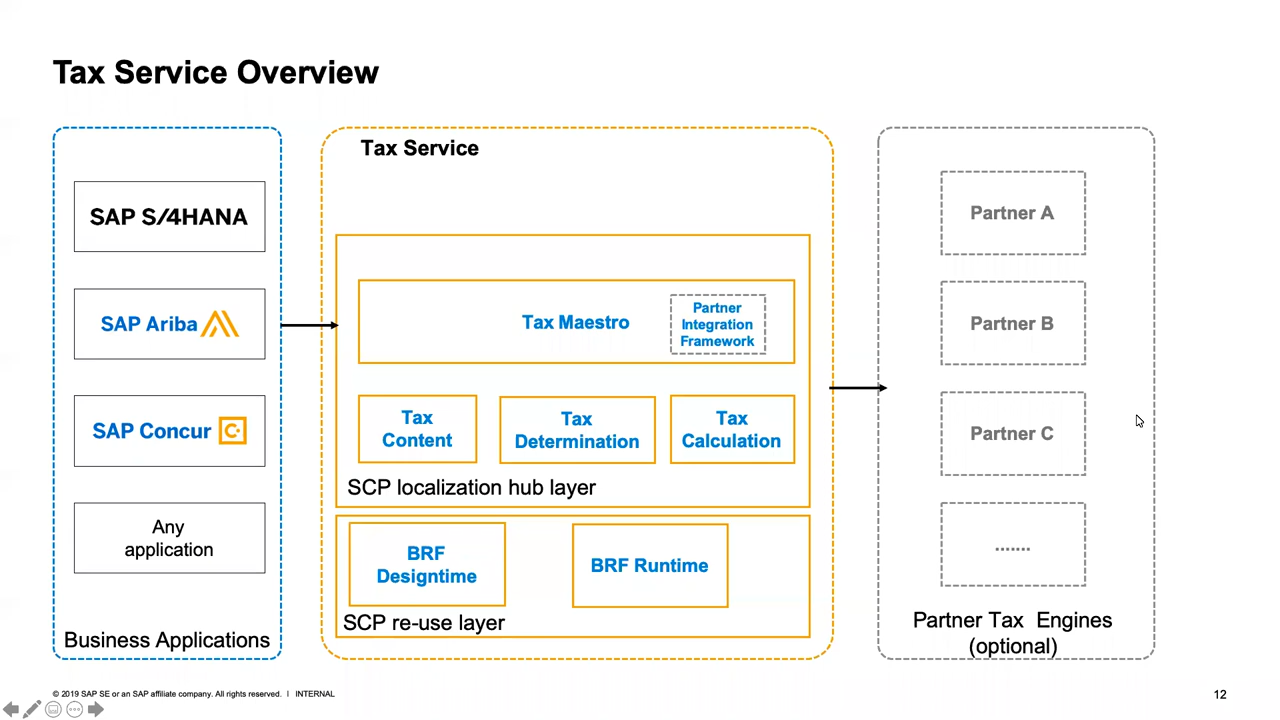 Tax Service Overview
SAP S/4HANA
SAP Ariba
SAP Concur
Any
application
Business Applications
Tax Service
Tax Maestro
Partner
Integration
Framework
Tax
Content
Tax
Determination
Tax
Calculation
SCP localization hub layer
BRF
Designtime
BRF Runtime
SCP re-use layer
Partner A
Partner B
Partner C
.......
Partner Tax Engines
(optional)
© 2019 SAP SE or an SAP affiliate company. All rights reserved. I INTERNAL
12